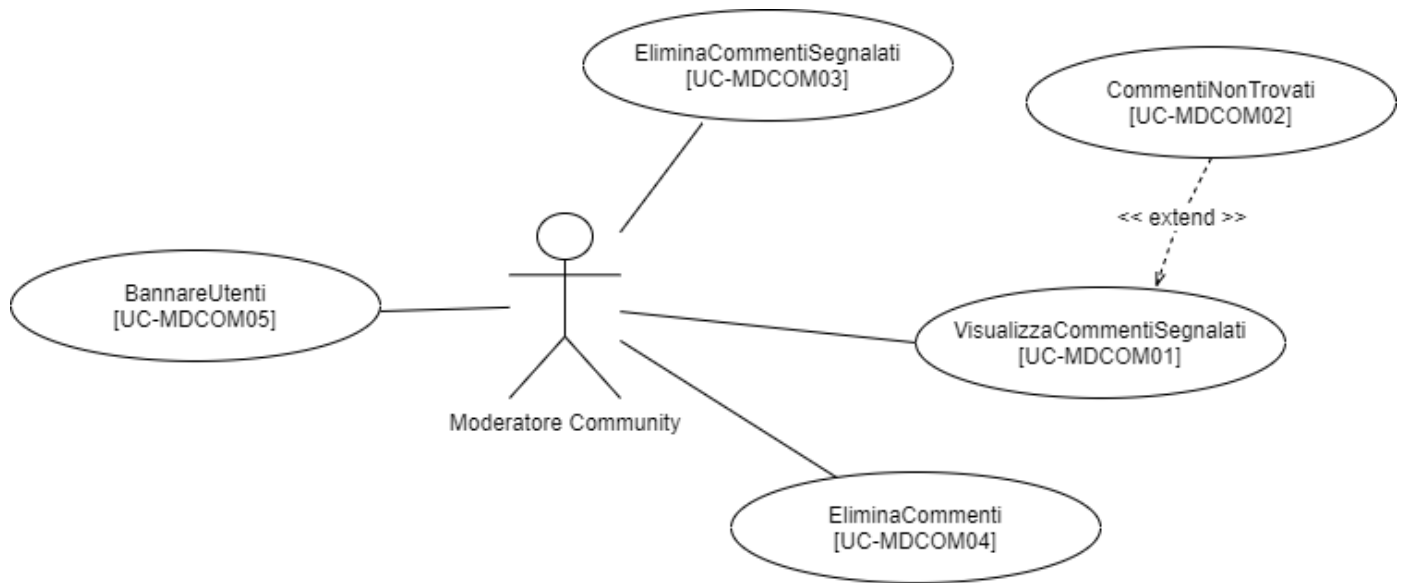 EliminaCommentiSegnalati
[UC-MDCOM03]
CommentiNonTrovati
[UC-MDCOM02]
<< extend >>
BannareUtenti
[UC-MDCOM05]
VisualizzaCommentiSegnalati
[UC-MDCOM01]
Moderatore Community
EliminaCommenti
[UC-MDCOM04]